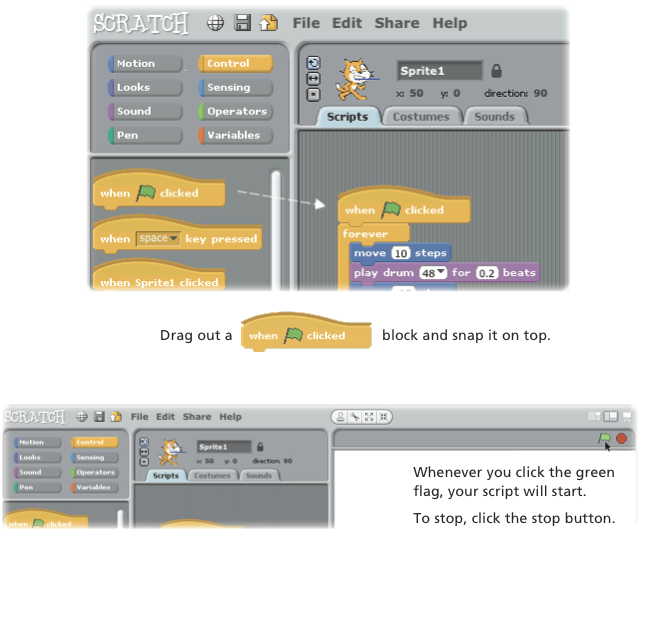 SCRATCH File Edit Share Help
Motion Control
Looks Sensing
Sound Operators
Pen Variables
Sprite1
x: 50 y: 0 direction: 90
Scripts Costumes Sounds
when clicked
when space key pressed
when Sprite1 clicked
when clicked
forever
move 10 steps
play drum 48 for 0.2 beats
Drag out a when clicked block and snap it on top.
SCRATCH File Edit Share Help
Motion Control
Looks Sensing
Sound Operators
Pen Variables
Sprite1
x: 50 y: 0 direction: 90
Scripts Costumes Sounds
when clicked
Whenever you click the green
flag, your script will start.
To stop, click the stop button.